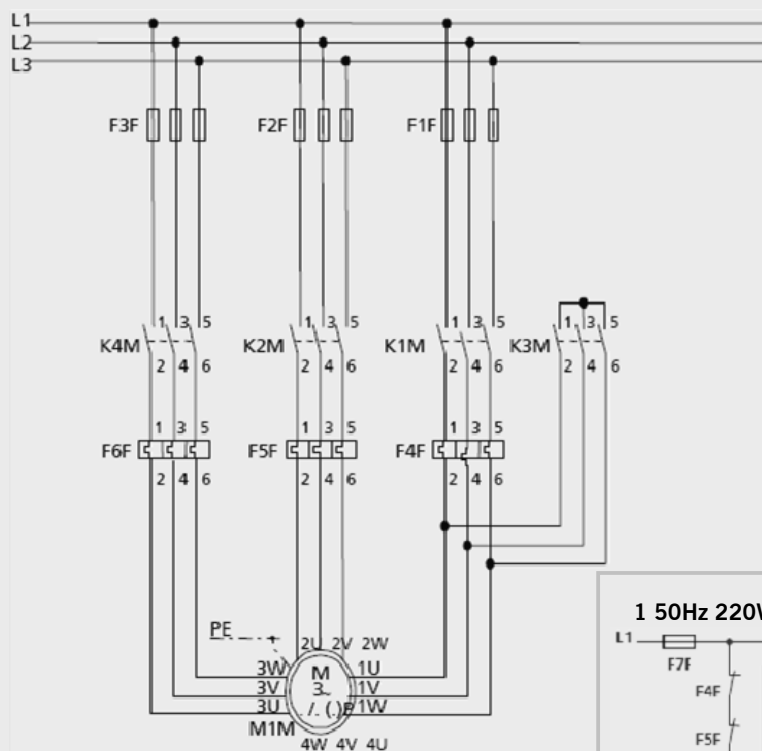 L1
L2
L3
F3F F2F F1F
1 3 5 1 3 5 1 3 5 1 3 5
K4M K2M K1M K3M
2 4 6 2 4 6 2 4 6 2 4 6
1 3 5 1 3 5 1 3 5
F6F F5F F4F
2 4 6 2 4 6 2 4 6
1 50Hz 220V
PE
2U 2V 2W
L1
F7F
3W M 1U
3V 3~ 1V
3U 1W
M1M
4W 4V 4U
F4F
F5F